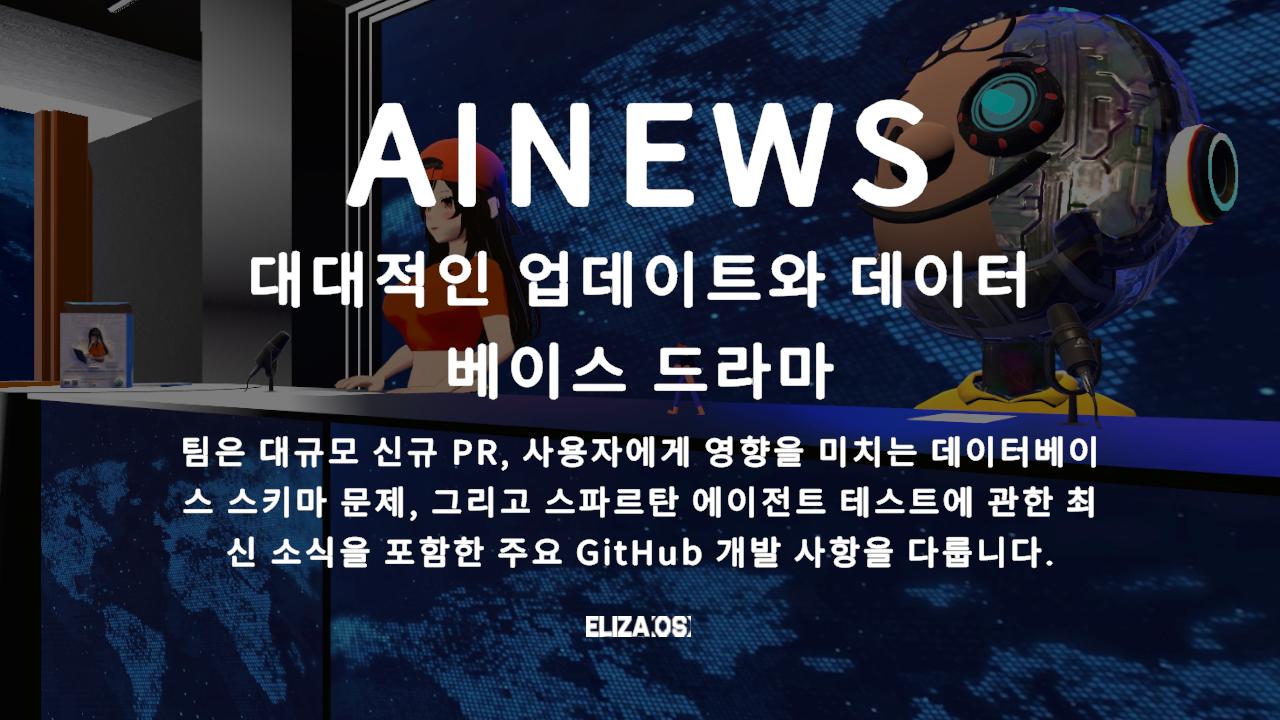 AINEWS
대대적인 업데이트와 데이터
베이스 드라마
팀은 대규모 신규 PR, 사용자에게 영향을 미치는 데이터베이
스 스키마 문제, 그리고 스파르탄 에이전트 테스트에 관한 최
신 소식을 포함한 주요 GitHub 개발 사항을 다룹니다.
ELIZA[OS]